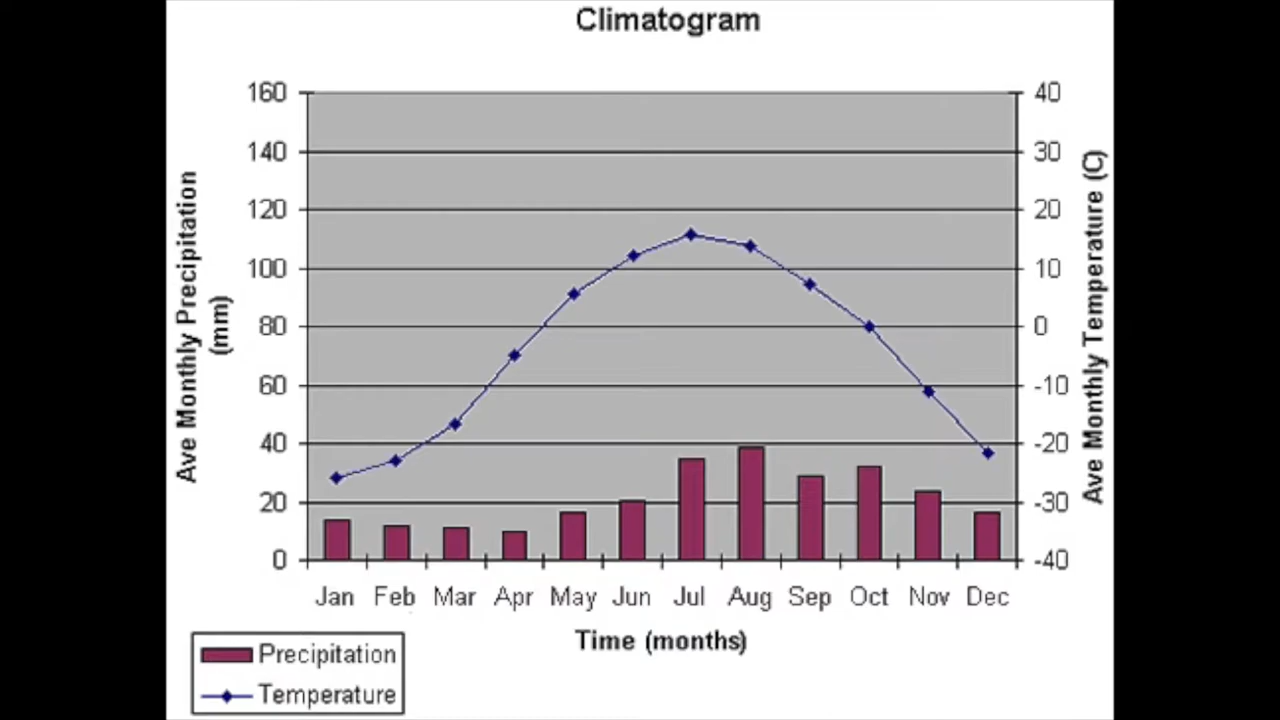 Climatogram
160
140
120
100
80
60
40
20
0
Ave Monthly Precipitation
(mm)
40
30
20
10
0
-10
-20
-30
-40
Ave Monthly Temperature (C)
Jan Feb Mar Apr May Jun Jul Aug Sep Oct Nov Dec
Time (months)
Precipitation
Temperature